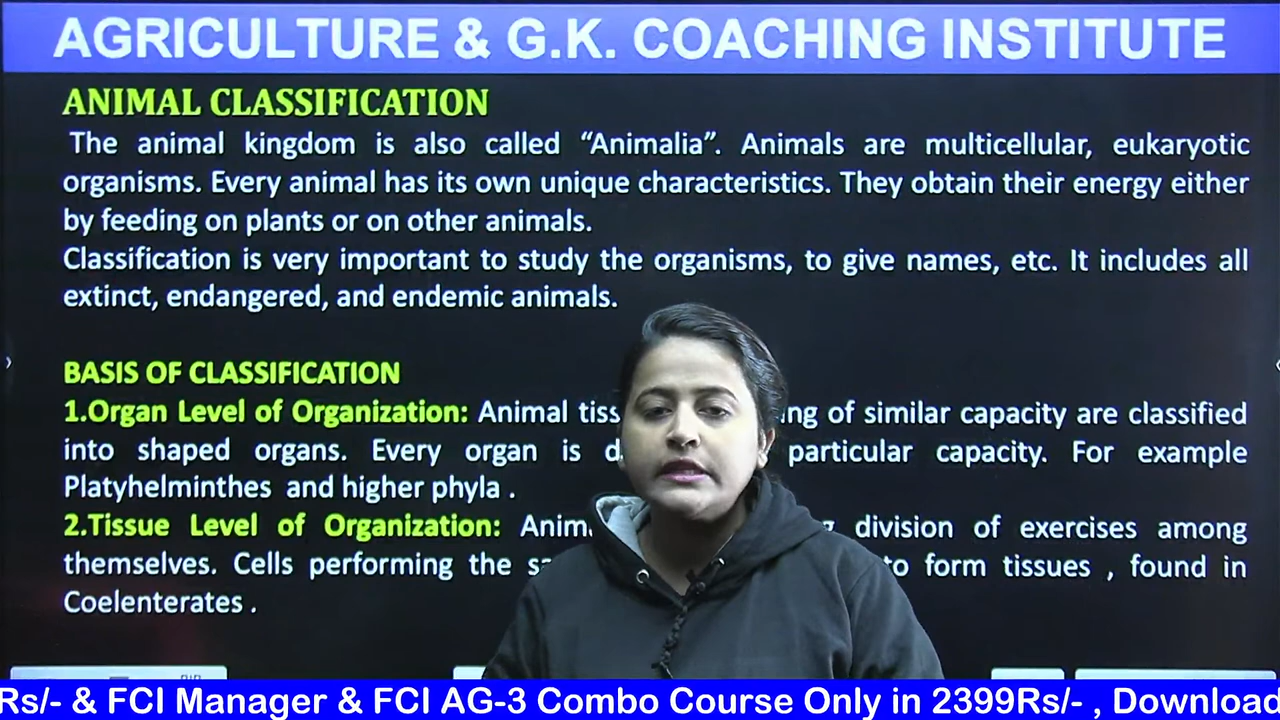 AGRICULTURE & G.K. COACHING INSTITUTE
ANIMAL CLASSIFICATION
The animal kingdom is also called “Animalia”. Animals are multicellular, eukaryotic
organisms. Every animal has its own unique characteristics. They obtain their energy either
by feeding on plants or on other animals.
Classification is very important to study the organisms, to give names, etc. It includes all
extinct, endangered, and endemic animals.
BASIS OF CLASSIFICATION
1.Organ Level of Organization: Animal of similar capacity are classified
into shaped organs. Every organ is particular capacity. For example
Platyhelminthes and higher phyla .
2.Tissue Level of Organization: division of exercises among
themselves. Cells performing the to form tissues , found in
Coelenterates .
Rs/- & FCI Manager & FCI AG-3 Combo Course Only in 2399Rs/- , Download